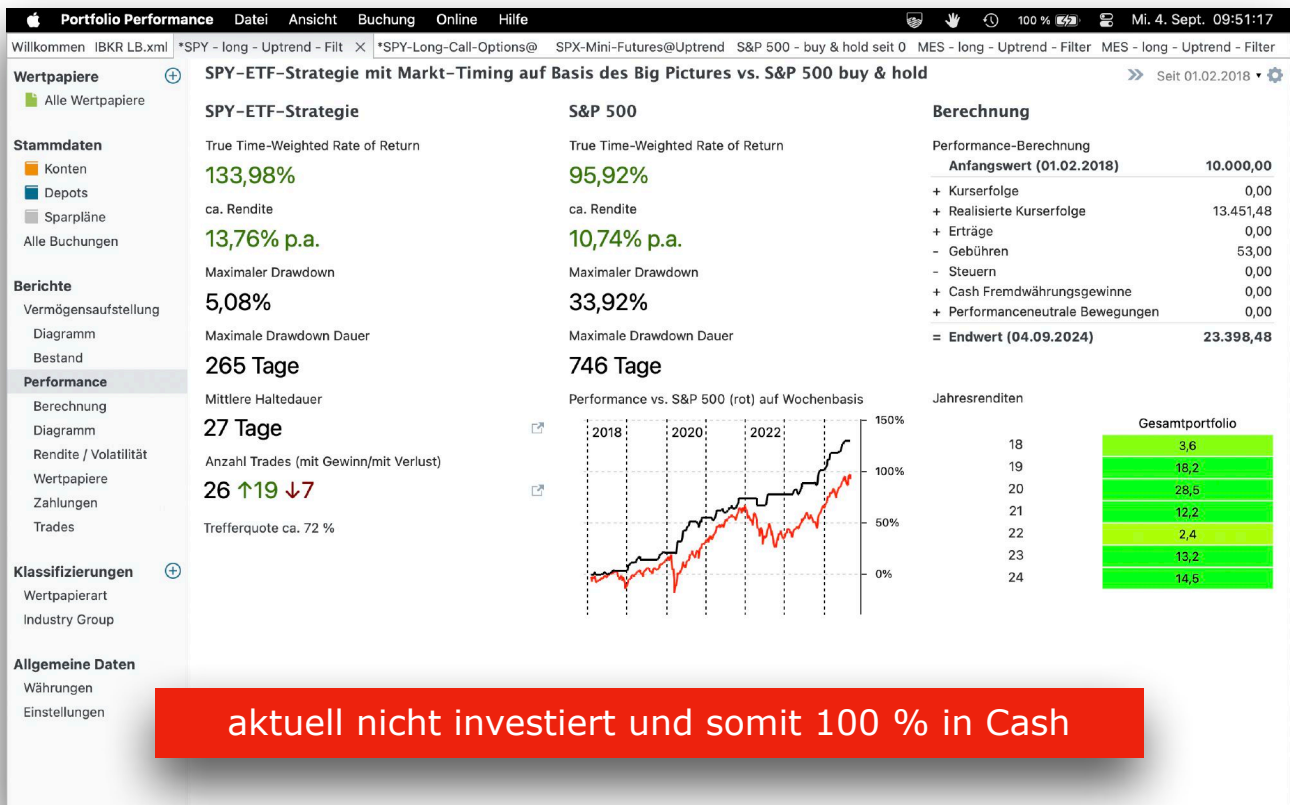 Portfolio Performance Datei Ansicht Buchung Online Hilfe 100 % Mi. 4. Sept. 09:51:17
Willkommen IBKR LB.xml *SPY - long - Uptrend - Filt *SPY-Long-Call-Options@ SPX-Mini-Futures@Uptrend S&P 500 - buy & hold seit 0 MES - long - Uptrend - Filter MES - long - Uptrend - Filter
Wertpapiere
Alle Wertpapiere
Stammdaten
Konten
Depots
Sparpläne
Alle Buchungen
Berichte
Vermögensaufstellung
Diagramm
Bestand
Performance
Berechnung
Diagramm
Rendite / Volatilität
Wertpapiere
Zahlungen
Trades
Klassifizierungen
Wertpapierart
Industry Group
Allgemeine Daten
Währungen
Einstellungen
SPY-ETF-Strategie mit Markt-Timing auf Basis des Big Pictures vs. S&P 500 buy & hold
Seit 01.02.2018
SPY-ETF-Strategie
True Time-Weighted Rate of Return
133,98%
ca. Rendite
13,76% p.a.
Maximaler Drawdown
5,08%
Maximale Drawdown Dauer
265 Tage
Mittlere Haltedauer
27 Tage
Anzahl Trades (mit Gewinn/mit Verlust)
26 ↑19 ↓7
Trefferquote ca. 72 %
S&P 500
True Time-Weighted Rate of Return
95,92%
ca. Rendite
10,74% p.a.
Maximaler Drawdown
33,92%
Maximale Drawdown Dauer
746 Tage
Performance vs. S&P 500 (rot) auf Wochenbasis
2018 2020 2022
150%
100%
50%
0%
Berechnung
Performance-Berechnung
Anfangswert (01.02.2018) 10.000,00
+ Kurserfolge 0,00
+ Realisierte Kurserfolge 13.451,48
+ Erträge 0,00
- Gebühren 53,00
- Steuern 0,00
+ Cash Fremdwährungsgewinne 0,00
+ Performanceneutrale Bewegungen 0,00
= Endwert (04.09.2024) 23.398,48
Jahresrenditen
Gesamtportfolio
18 3,6
19 18,2
20 28,5
21 12,2
22 2,4
23 13,2
24 14,5
aktuell nicht investiert und somit 100 % in Cash